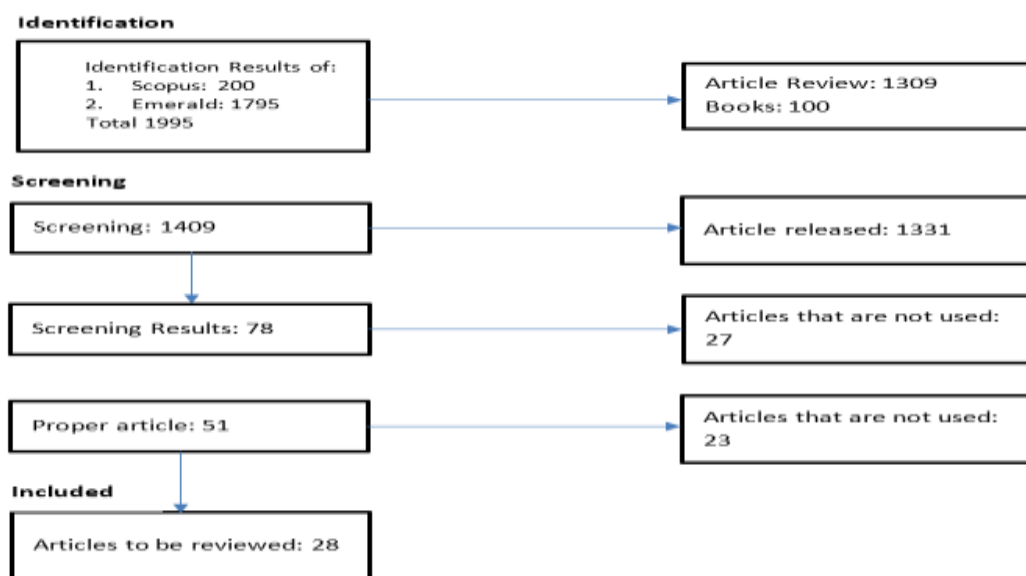 Identification
Identification Results of:
1. Scopus: 200
2. Emerald: 1795
Total 1995
Article Review: 1309
Books: 100
Screening
Screening: 1409
Article released: 1331
Screening Results: 78
Articles that are not used:
27
Proper article: 51
Articles that are not used:
23
Included
Articles to be reviewed: 28